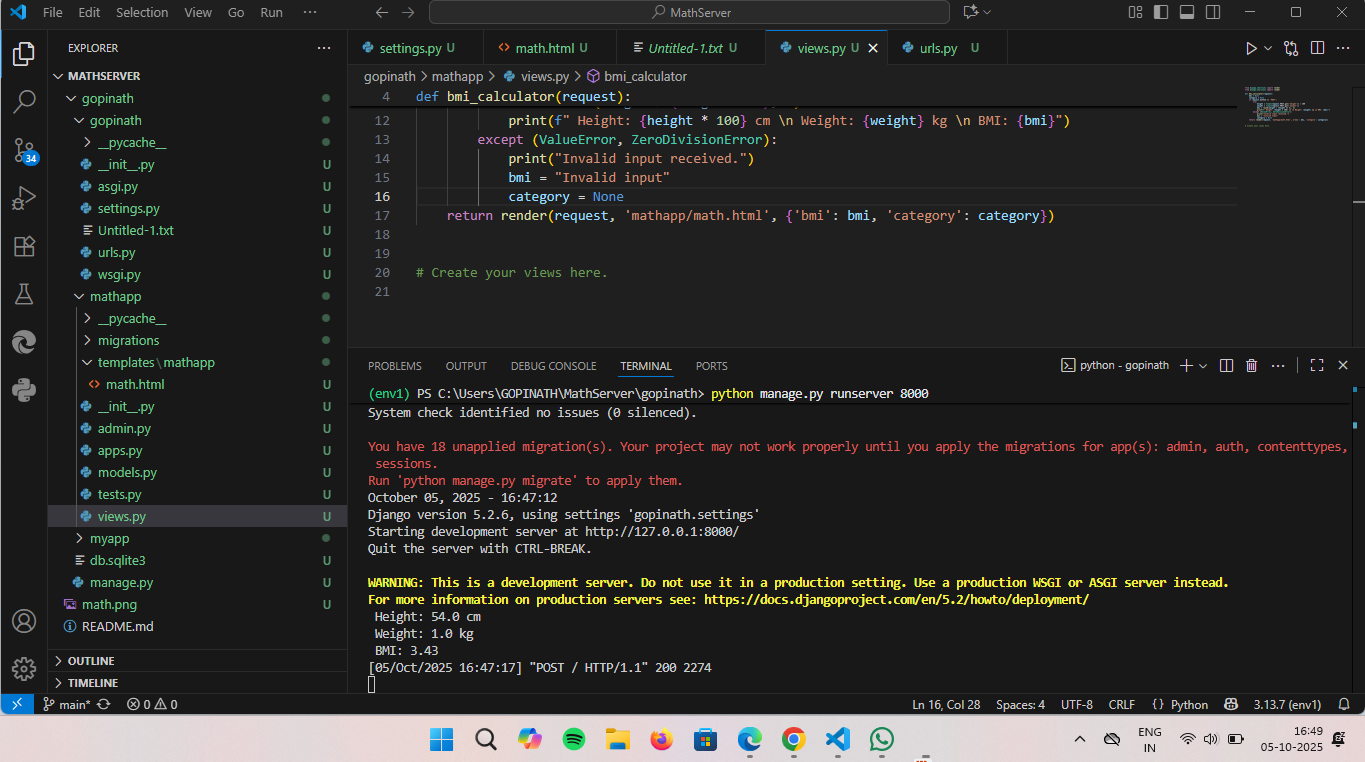 File Edit Selection View Go Run ···
MathServer
EXPLORER ···
MATHSERVER
gopinath
gopinath
__pycache__
__init__.py U
asgi.py U
settings.py U
Untitled-1.txt U
urls.py U
wsgi.py U
mathapp
__pycache__
migrations
templates\mathapp
math.html U
__init__.py U
admin.py U
apps.py U
models.py U
tests.py U
views.py U
myapp
db.sqlite3 U
manage.py U
math.png U
README.md
OUTLINE
TIMELINE
34
settings.py U math.html U Untitled-1.txt U views.py U urls.py U
gopinath > mathapp > views.py > bmi_calculator
4 def bmi_calculator(request):
12 print(f" Height: {height * 100} cm \n Weight: {weight} kg \n BMI: {bmi}")
13 except (ValueError, ZeroDivisionError):
14 print("Invalid input received.")
15 bmi = "Invalid input"
16 category = None
17 return render(request, 'mathapp/math.html', {'bmi': bmi, 'category': category})
18
19
20 # Create your views here.
21
PROBLEMS OUTPUT DEBUG CONSOLE TERMINAL PORTS python - gopinath
(env1) PS C:\Users\GOPINATH\MathServer\gopinath> python manage.py runserver 8000
System check identified no issues (0 silenced).
You have 18 unapplied migration(s). Your project may not work properly until you apply the migrations for app(s): admin, auth, contenttypes,
sessions.
Run 'python manage.py migrate' to apply them.
October 05, 2025 - 16:47:12
Django version 5.2.6, using settings 'gopinath.settings'
Starting development server at http://127.0.0.1:8000/
Quit the server with CTRL-BREAK.
WARNING: This is a development server. Do not use it in a production setting. Use a production WSGI or ASGI server instead.
For more information on production servers see: https://docs.djangoproject.com/en/5.2/howto/deployment/
Height: 54.0 cm
Weight: 1.0 kg
BMI: 3.43
[05/Oct/2025 16:47:17] "POST / HTTP/1.1" 200 2274
main* 0 0 Ln 16, Col 28 Spaces: 4 UTF-8 CRLF {} Python 3.13.7 (env1)
ENG
IN
16:49
05-10-2025